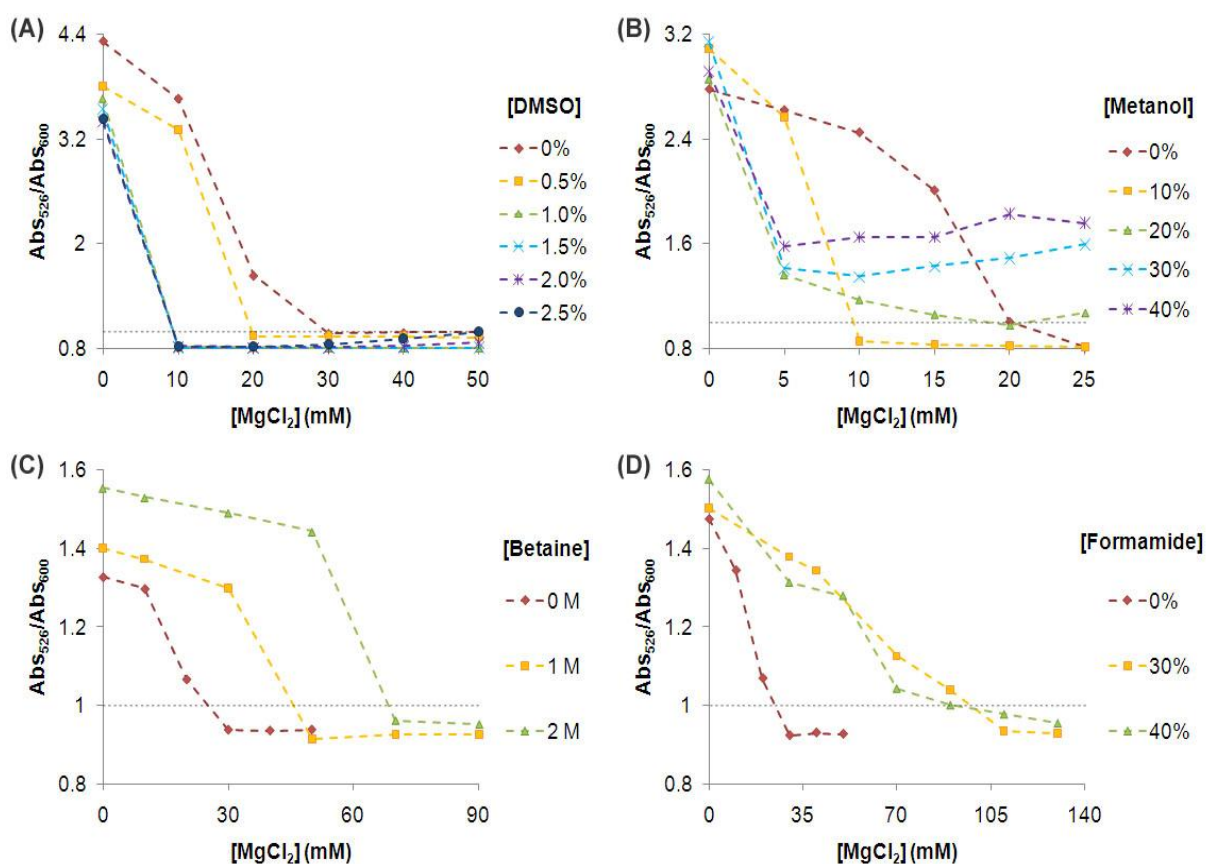 (A)
4.4
3.2
2
0.8
Abs526/Abs600
0 10 20 30 40 50
[MgCl2] (mM)
[DMSO]
0%
0.5%
1.0%
1.5%
2.0%
2.5%
(B)
3.2
2.4
1.6
0.8
Abs526/Abs600
0 5 10 15 20 25
[MgCl2] (mM)
[Metanol]
0%
10%
20%
30%
40%
(C)
1.6
1.4
1.2
1
0.8
Abs526/Abs600
0 30 60 90
[MgCl2] (mM)
[Betaine]
0 M
1 M
2 M
(D)
1.6
1.4
1.2
1
0.8
Abs526/Abs600
0 35 70 105 140
[MgCl2] (mM)
[Formamide]
0%
30%
40%